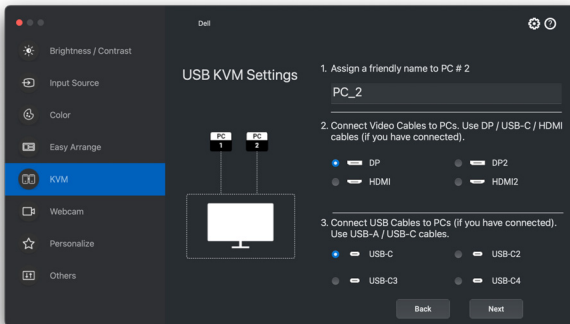 Dell
Brightness / Contrast
Input Source
Color
Easy Arrange
KVM
Webcam
Personalize
Others
USB KVM Settings
PC
1
PC
2
1. Assign a friendly name to PC # 2
PC_2
2. Connect Video Cables to PCs. Use DP / USB-C / HDMI
cables (if you have connected).
DP
DP2
HDMI
HDMI2
3. Connect USB Cables to PCs (if you have connected).
Use USB-A / USB-C cables.
USB-C
USB-C2
USB-C3
USB-C4
Back
Next